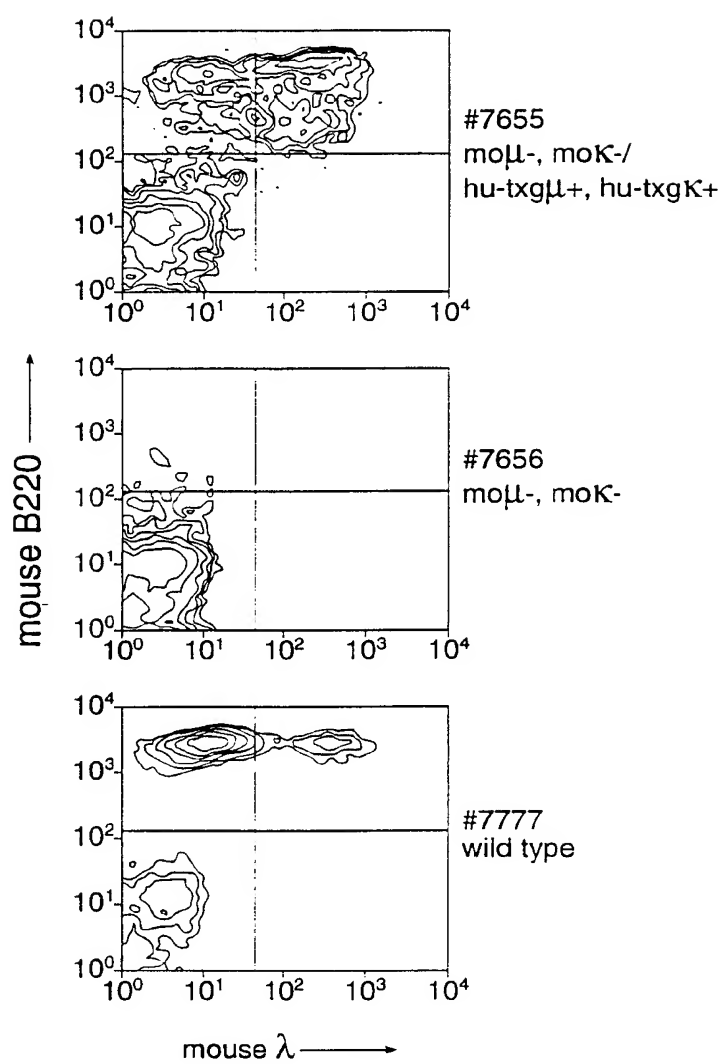 10⁴
10³
10²
10¹
10⁰
10⁰ 10¹ 10² 10³ 10⁴
#7655
moμ-, moκ-/
hu-txgμ+, hu-txgκ+
10⁴
10³
10²
10¹
10⁰
10⁰ 10¹ 10² 10³ 10⁴
#7656
moμ-, moκ-
mouse B220
10⁴
10³
10²
10¹
10⁰
10⁰ 10¹ 10² 10³ 10⁴
#7777
wild type
mouse λ